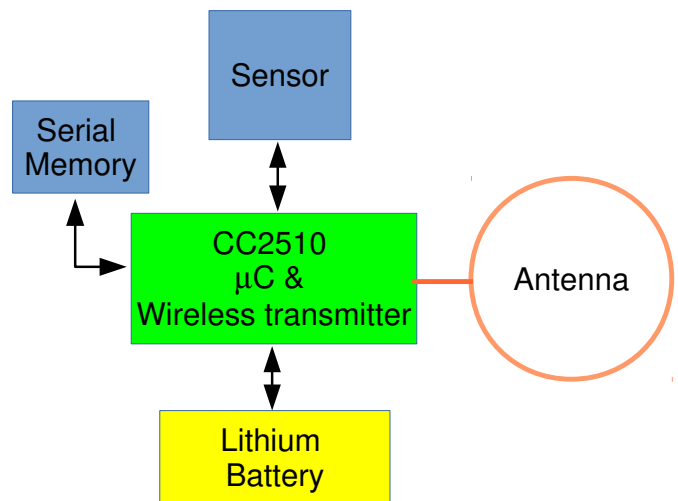 Sensor
Serial
Memory
CC2510
μC &
Wireless transmitter
Antenna
Lithium
Battery